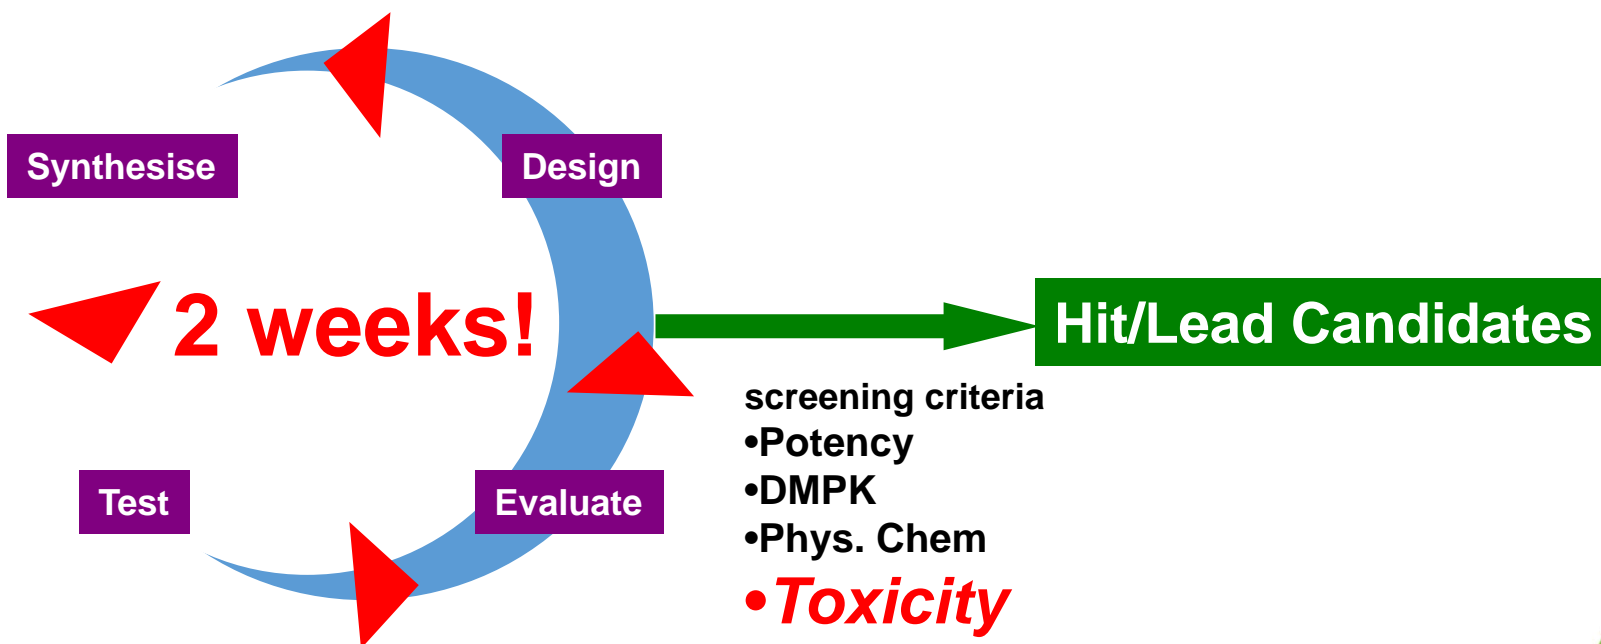 Synthesise
Design
2 weeks!
Hit/Lead Candidates
Test
Evaluate
screening criteria
•Potency
•DMPK
•Phys. Chem
•Toxicity